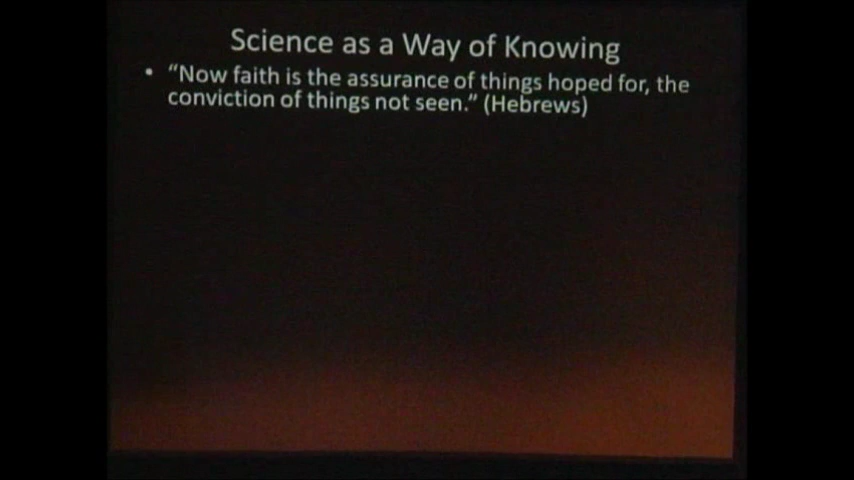 Science as a Way of Knowing
• “Now faith is the assurance of things hoped for, the
conviction of things not seen.” (Hebrews)